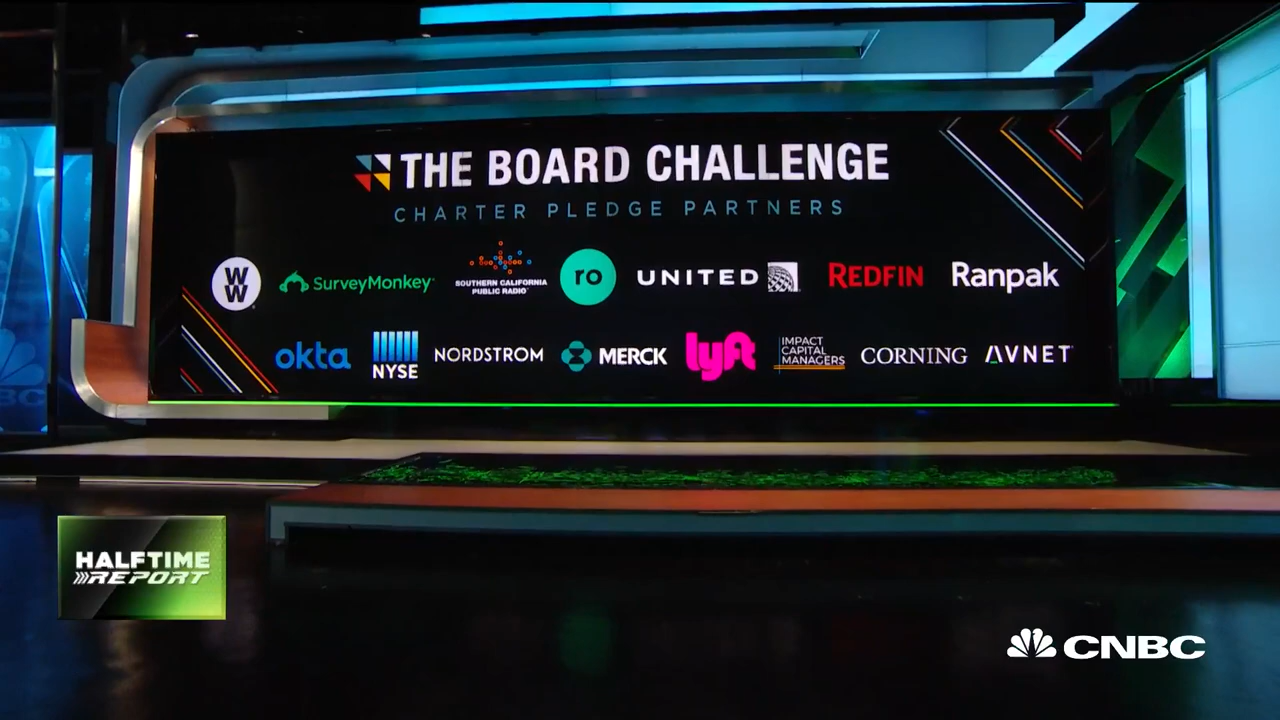 THE BOARD CHALLENGE
CHARTER PLEDGE PARTNERS
WW
SurveyMonkey
SOUTHERN CALIFORNIA
PUBLIC RADIO
ro
UNITED
REDFIN
Ranpak
okta
NYSE
NORDSTROM
MERCK
lyft
IMPACT
CAPITAL
MANAGERS
CORNING
AVNET
HALFTIME
REPORT
CNBC